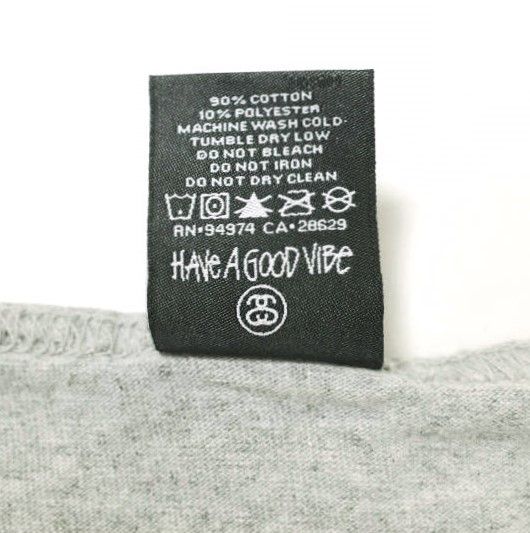 90% COTTON
10% POLYESTER
MACHINE WASH COLD-
TUMBLE DRY LOW
DO NOT BLEACH
DO NOT IRON
DO NOT DRY CLEAN
RN•94974 CA•28629
HAVE A GOOD VIBE